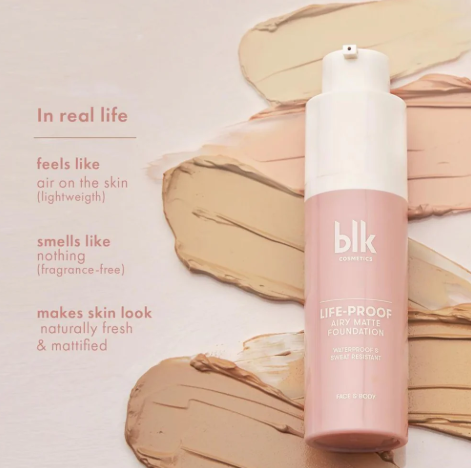 In real life
feels like
air on the skin
(lightweigth)
smells like
nothing
(fragrance-free)
makes skin look
naturally fresh
& mattified
blk
COSMETICS
LIFE-PROOF
AIRY MATTE
FOUNDATION
WATERPROOF &
SWEAT RESISTANT
FACE & BODY